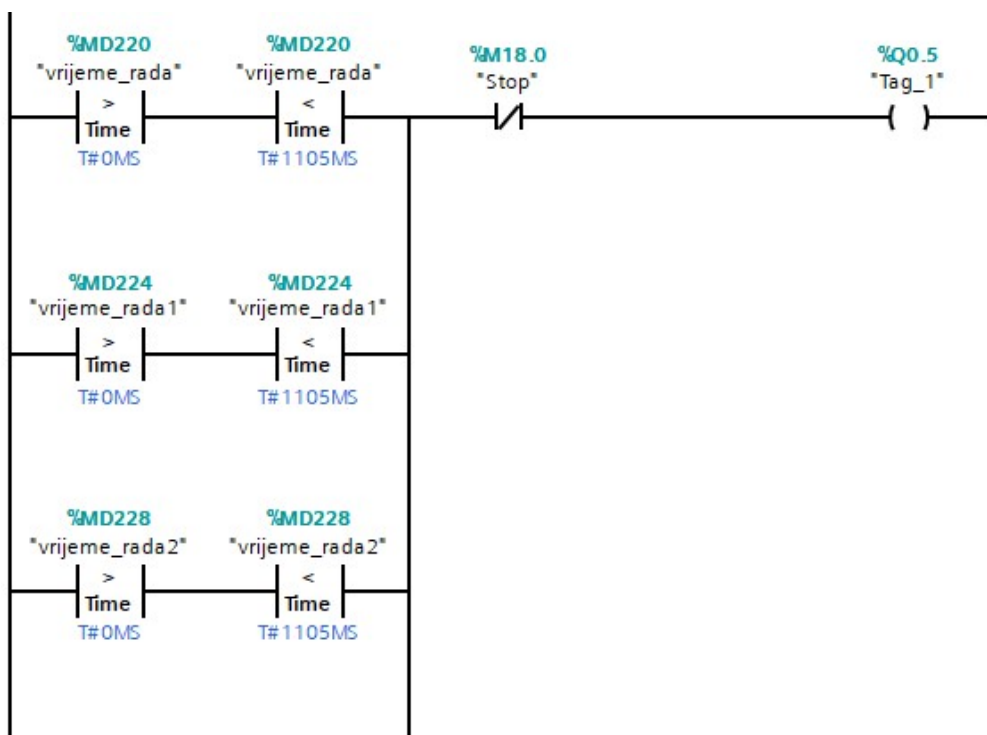 %MD220 %MD220
"vrijeme_rada" "vrijeme_rada"
> <
Time Time
T#0MS T#1105MS
%M18.0
"Stop"
%Q0.5
"Tag_1"
( )
%MD224 %MD224
"vrijeme_rada1" "vrijeme_rada1"
> <
Time Time
T#0MS T#1105MS
%MD228 %MD228
"vrijeme_rada2" "vrijeme_rada2"
> <
Time Time
T#0MS T#1105MS